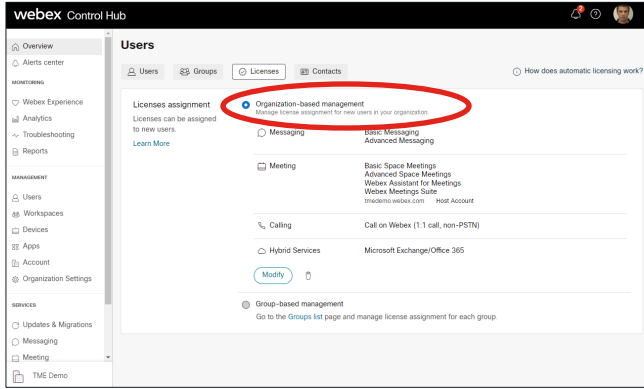 webex Control Hub
2
Overview
Alerts center
MONITORING
Webex Experience
Analytics
Troubleshooting
Reports
MANAGEMENT
Users
Workspaces
Devices
Apps
Account
Organization Settings
SERVICES
Updates & Migrations
Messaging
Meeting
TME Demo
Users
Users
Groups
Licenses
Contacts
How does automatic licensing work?
Licenses assignment
Licenses can be assigned
to new users.
Learn More
Organization-based management
Manage license assignment for new users in your organization.
Messaging
Basic Messaging
Advanced Messaging
Meeting
Basic Space Meetings
Advanced Space Meetings
Webex Assistant for Meetings
Webex Meetings Suite
tmedemo.webex.com Host Account
Calling
Call on Webex (1:1 call, non-PSTN)
Hybrid Services
Microsoft Exchange/Office 365
Modify
Group-based management
Go to the Groups list page and manage license assignment for each group.